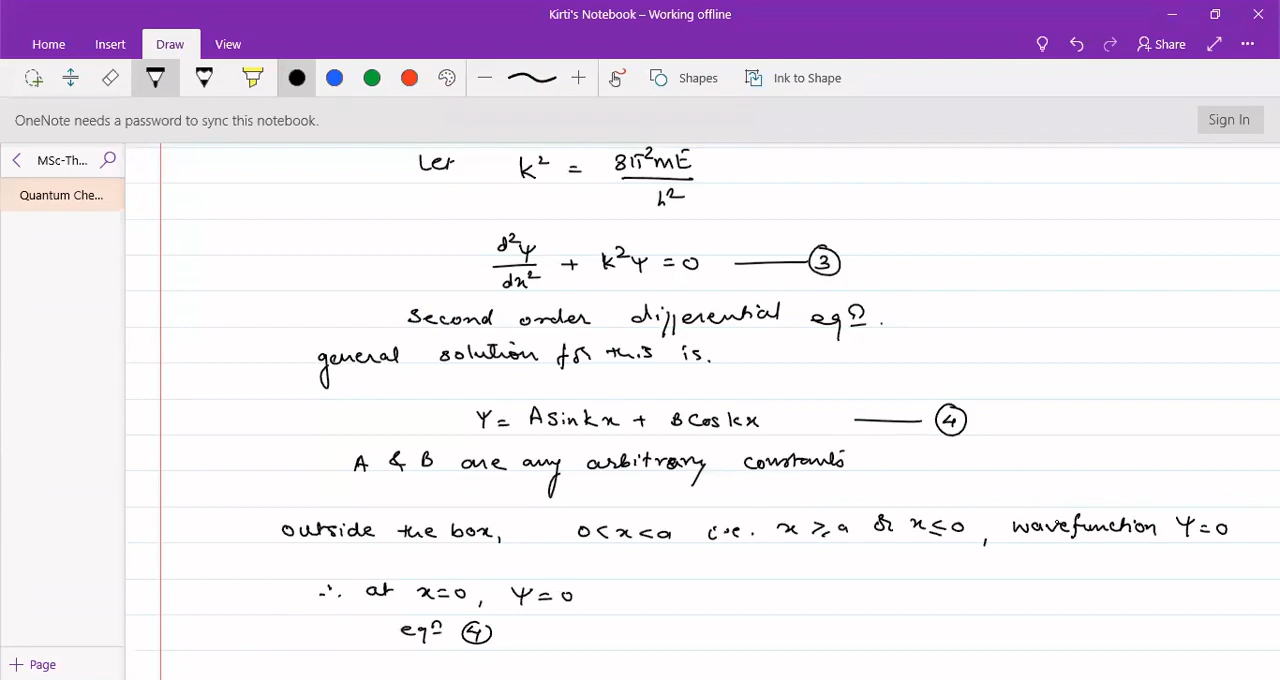 Kirti's Notebook – Working offline
Home Insert Draw View Share
Shapes Ink to Shape
OneNote needs a password to sync this notebook. Sign In
MSc-Th...
Quantum Che...
Let k² = 8π²mE / h²
d²ψ/dx² + k²ψ = 0 ——— ③
Second order differential eqn.
general solution for this is.
ψ = A sin kx + B cos kx ——— ④
A & B are any arbitrary constants
outside the box, 0 < x < a i.e. x ≥ a or x ≤ 0, wavefunction ψ = 0
∴ at x = 0, ψ = 0
eqn ④
+ Page